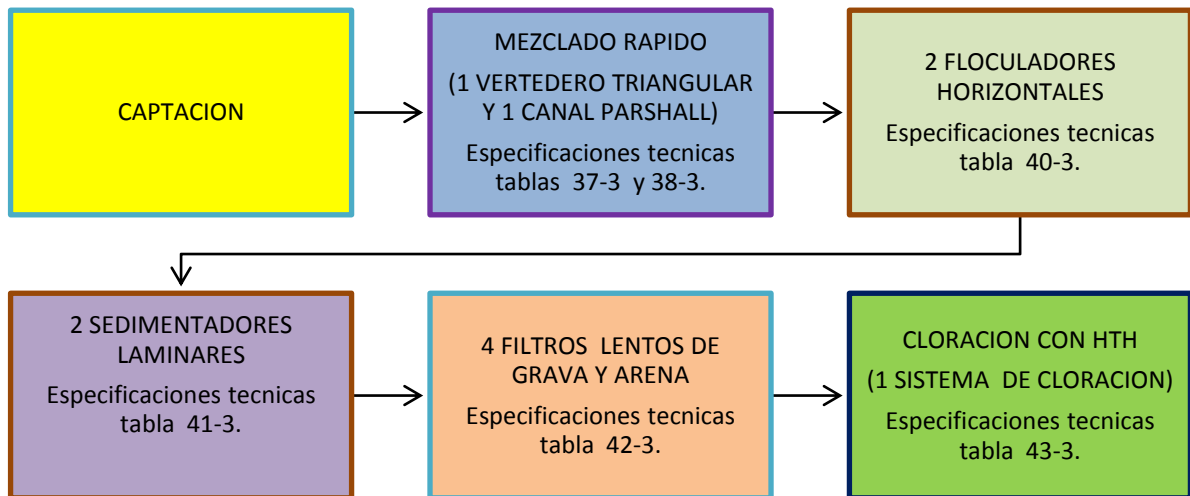 CAPTACION
MEZCLADO RAPIDO
(1 VERTEDERO TRIANGULAR
Y 1 CANAL PARSHALL)
Especificaciones tecnicas
tablas 37-3 y 38-3.
2 FLOCULADORES
HORIZONTALES
Especificaciones tecnicas
tabla 40-3.
2 SEDIMENTADORES
LAMINARES
Especificaciones tecnicas
tabla 41-3.
4 FILTROS LENTOS DE
GRAVA Y ARENA
Especificaciones tecnicas
tabla 42-3.
CLORACION CON HTH
(1 SISTEMA DE CLORACION)
Especificaciones tecnicas
tabla 43-3.